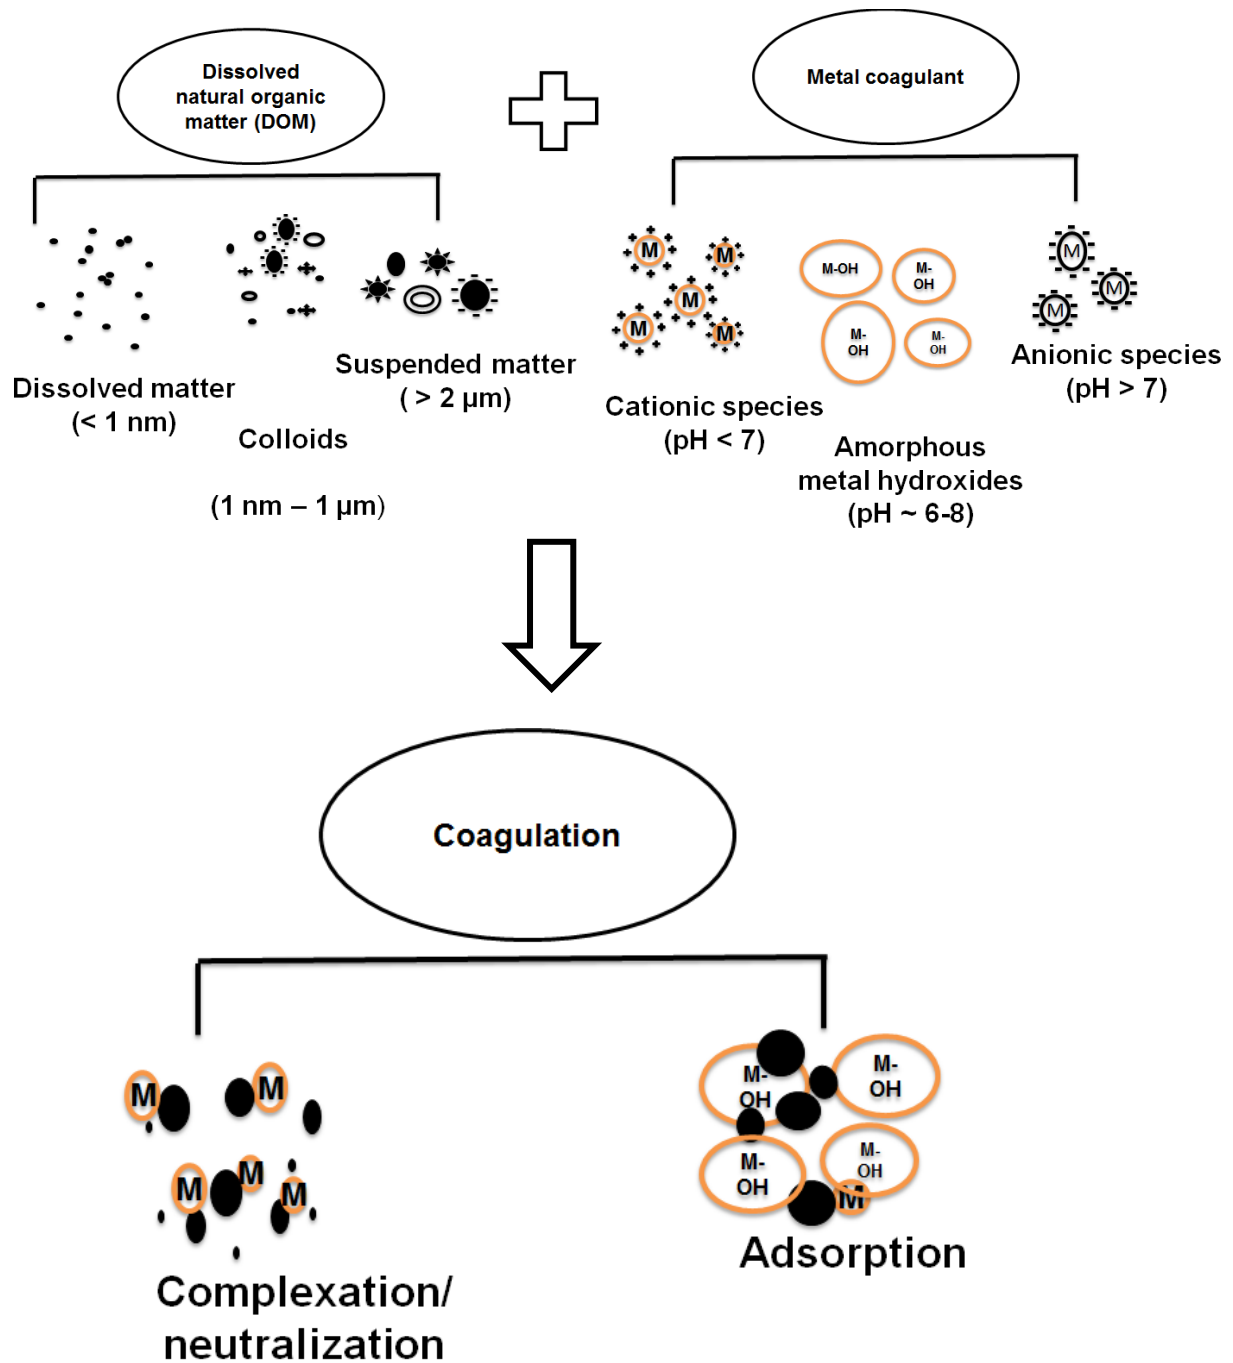 Dissolved
natural organic
matter (DOM)
Metal coagulant
M
M
M
M
M
M-OH
M-
OH
M-
OH
M-
OH
M
M
M
Dissolved matter
(< 1 nm)
Colloids
(1 nm – 1 µm)
Suspended matter
( > 2 µm)
Cationic species
(pH < 7)
Amorphous
metal hydroxides
(pH ~ 6-8)
Anionic species
(pH > 7)
Coagulation
M
M
M
M
M
Complexation/
neutralization
M-
OH
M-
OH
M-
OH
M-
OH
M
Adsorption